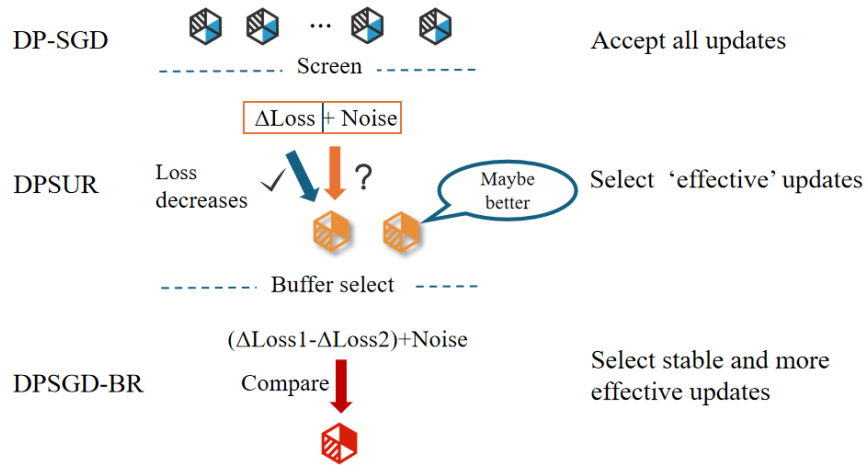 DP-SGD
...
Accept all updates
Screen
ΔLoss + Noise
DPSUR
Loss
decreases
?
Maybe
better
Select ‘effective’ updates
Buffer select
(ΔLoss1-ΔLoss2)+Noise
DPSGD-BR
Compare
Select stable and more
effective updates